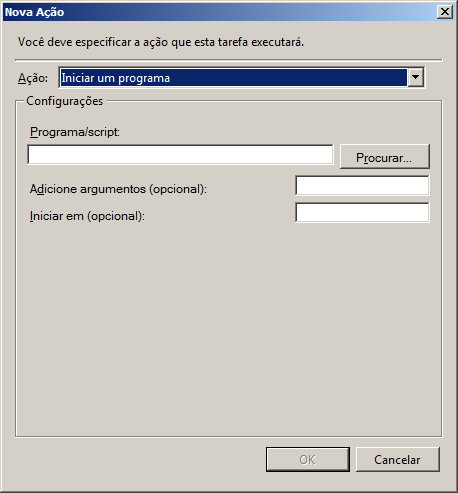 Nova Ação
Você deve especificar a ação que esta tarefa executará.
Ação: Iniciar um programa
Configurações
Programa/script:
Procurar...
Adicione argumentos (opcional):
Iniciar em (opcional):
OK Cancelar